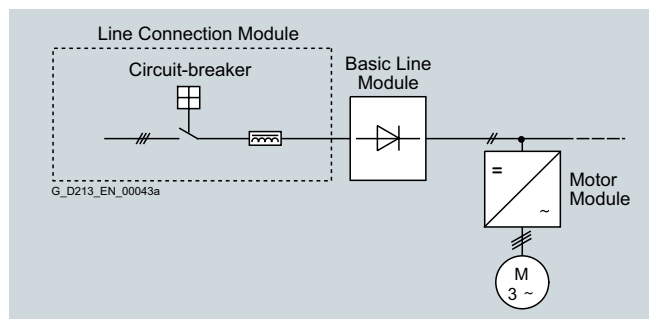 Line Connection Module
Circuit-breaker
Basic Line
Module
G_D213_EN_00043a
=
~
Motor
Module
M
3 ~